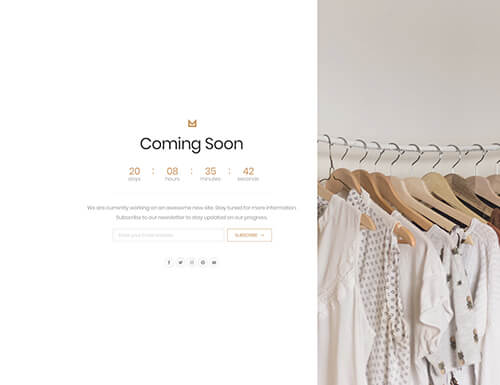 Coming Soon
20 : 08 : 35 : 42
days hours minutes seconds
We are currently working on an awesome new site. Stay tuned for more information.
Subscribe to our newsletter to stay updated on our progress.
Enter your Email address SUBSCRIBE